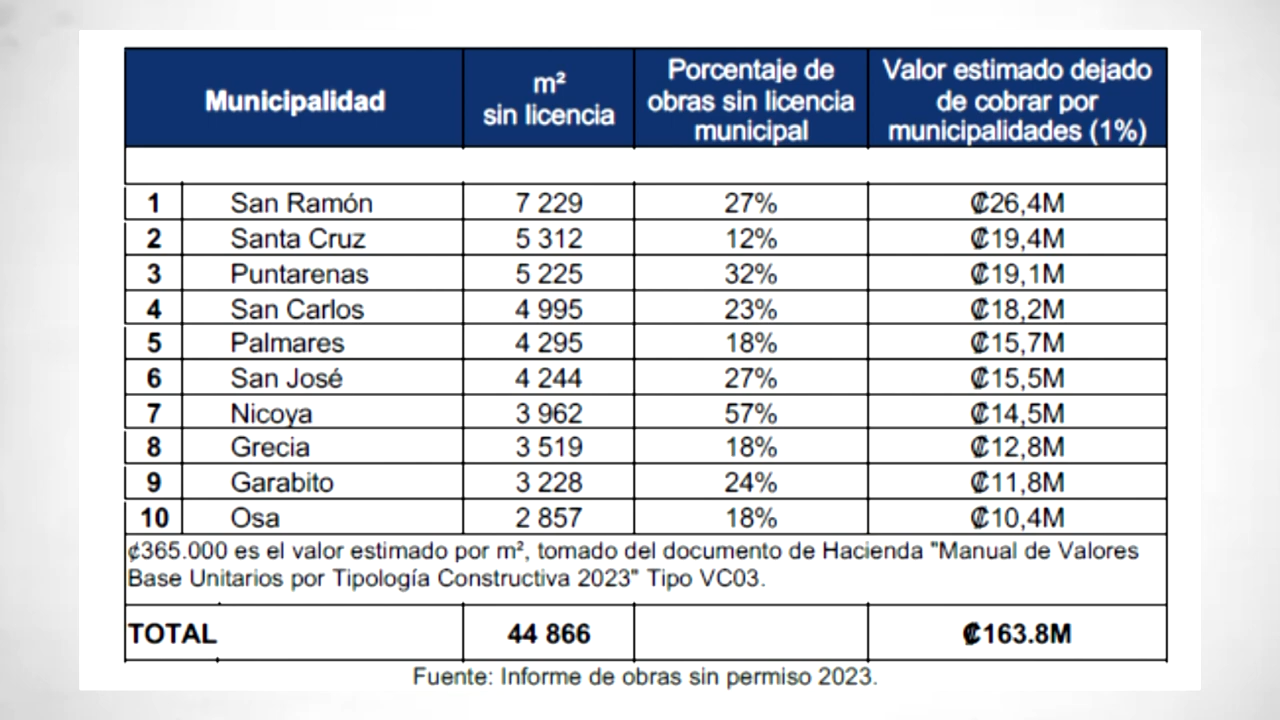 Municipalidad
m²
sin licencia
Porcentaje de
obras sin licencia
municipal
Valor estimado dejado
de cobrar por
municipalidades (1%)
1 San Ramón 7 229 27% ₡26,4M
2 Santa Cruz 5 312 12% ₡19,4M
3 Puntarenas 5 225 32% ₡19,1M
4 San Carlos 4 995 23% ₡18,2M
5 Palmares 4 295 18% ₡15,7M
6 San José 4 244 27% ₡15,5M
7 Nicoya 3 962 57% ₡14,5M
8 Grecia 3 519 18% ₡12,8M
9 Garabito 3 228 24% ₡11,8M
10 Osa 2 857 18% ₡10,4M
¢365.000 es el valor estimado por m², tomado del documento de Hacienda "Manual de Valores
Base Unitarios por Tipología Constructiva 2023" Tipo VC03.
TOTAL 44 866 ₡163.8M
Fuente: Informe de obras sin permiso 2023.